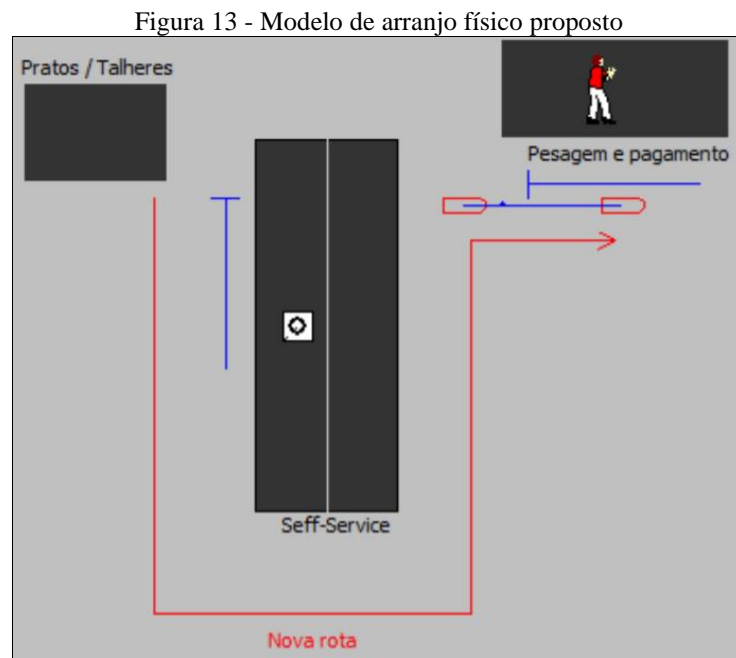 Figura 13 - Modelo de arranjo físico proposto
Pratos / Talheres
Pesagem e pagamento
Seff-Service
Nova rota